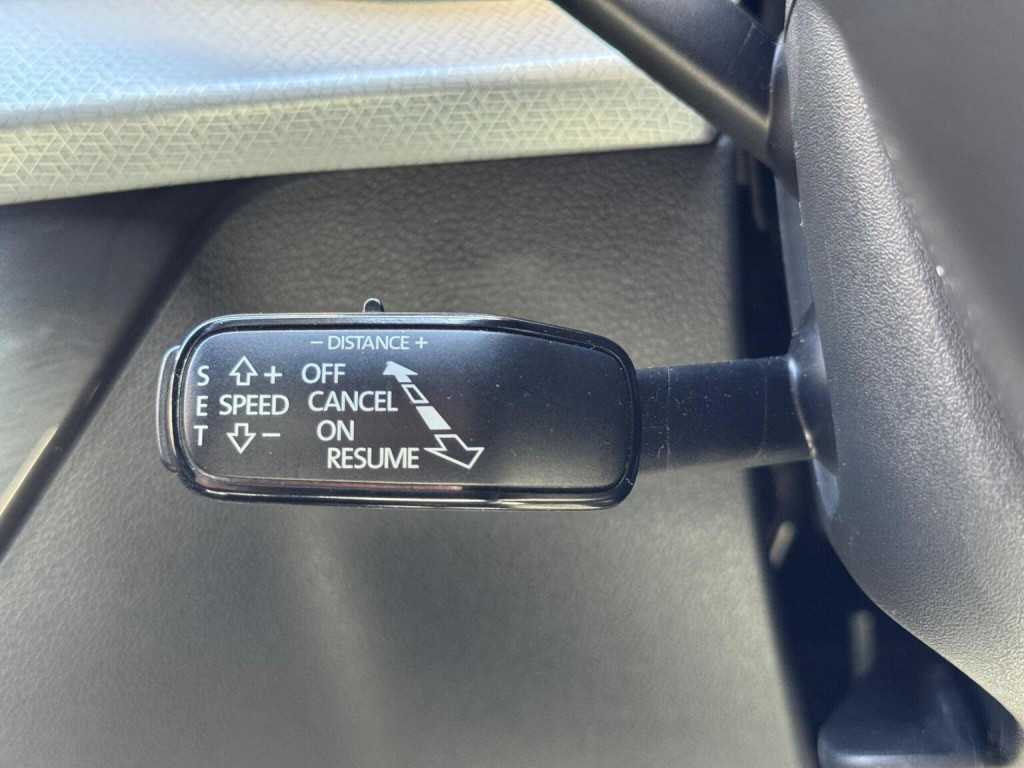 − DISTANCE +
S + OFF
E SPEED CANCEL
T − ON
RESUME